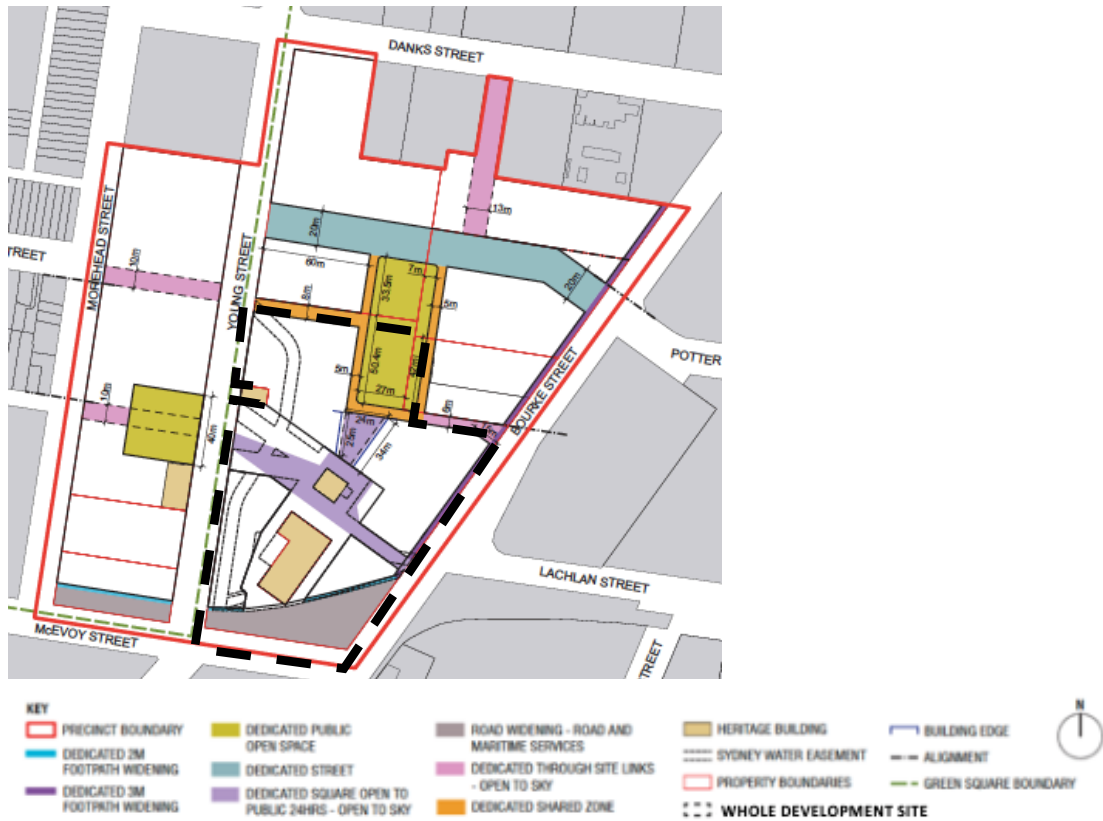 DANKS STREET
13m
20m
MOREHEAD STREET
TREET
10m
YOUNG STREET
60m
7m
33.5m
20m
5m
8m
POTTER
50.4m
42m
5m
BOURKE STREET
27m
6m
10m
40m
25m
34m
LACHLAN STREET
McEVOY STREET
STREET
KEY
PRECINCT BOUNDARY
DEDICATED 2M
FOOTPATH WIDENING
DEDICATED 3M
FOOTPATH WIDENING
DEDICATED PUBLIC
OPEN SPACE
DEDICATED STREET
DEDICATED SQUARE OPEN TO
PUBLIC 24HRS - OPEN TO SKY
ROAD WIDENING - ROAD AND
MARITIME SERVICES
DEDICATED THROUGH SITE LINKS
- OPEN TO SKY
DEDICATED SHARED ZONE
HERITAGE BUILDING
SYDNEY WATER EASEMENT
PROPERTY BOUNDARIES
WHOLE DEVELOPMENT SITE
BUILDING EDGE
ALIGNMENT
GREEN SQUARE BOUNDARY
N